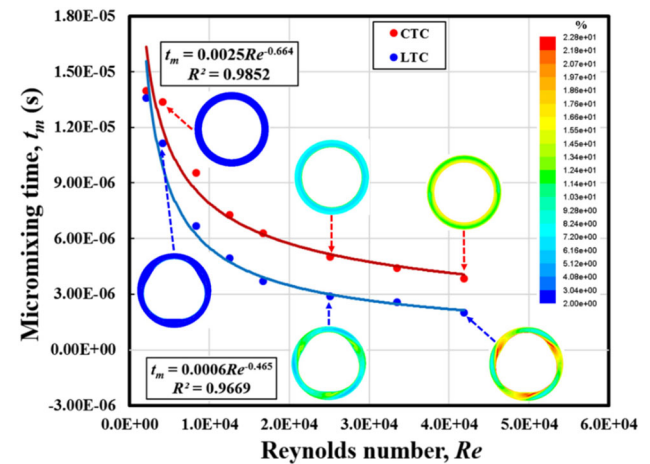 1.80E-05
1.50E-05
1.20E-05
9.00E-06
6.00E-06
3.00E-06
0.00E+00
-3.00E-06
Micromixing time, tm (s)
tm = 0.0025Re-0.664
R² = 0.9852
CTC
LTC
%
2.28e+01
2.18e+01
2.07e+01
1.97e+01
1.87e+01
1.76e+01
1.66e+01
1.55e+01
1.45e+01
1.34e+01
1.24e+01
1.14e+01
1.03e+01
9.28e+00
8.24e+00
7.20e+00
6.16e+00
5.12e+00
4.08e+00
3.04e+00
2.00e+00
tm = 0.0006Re-0.465
R² = 0.9669
0.0E+00 1.0E+04 2.0E+04 3.0E+04 4.0E+04 5.0E+04 6.0E+04
Reynolds number, Re